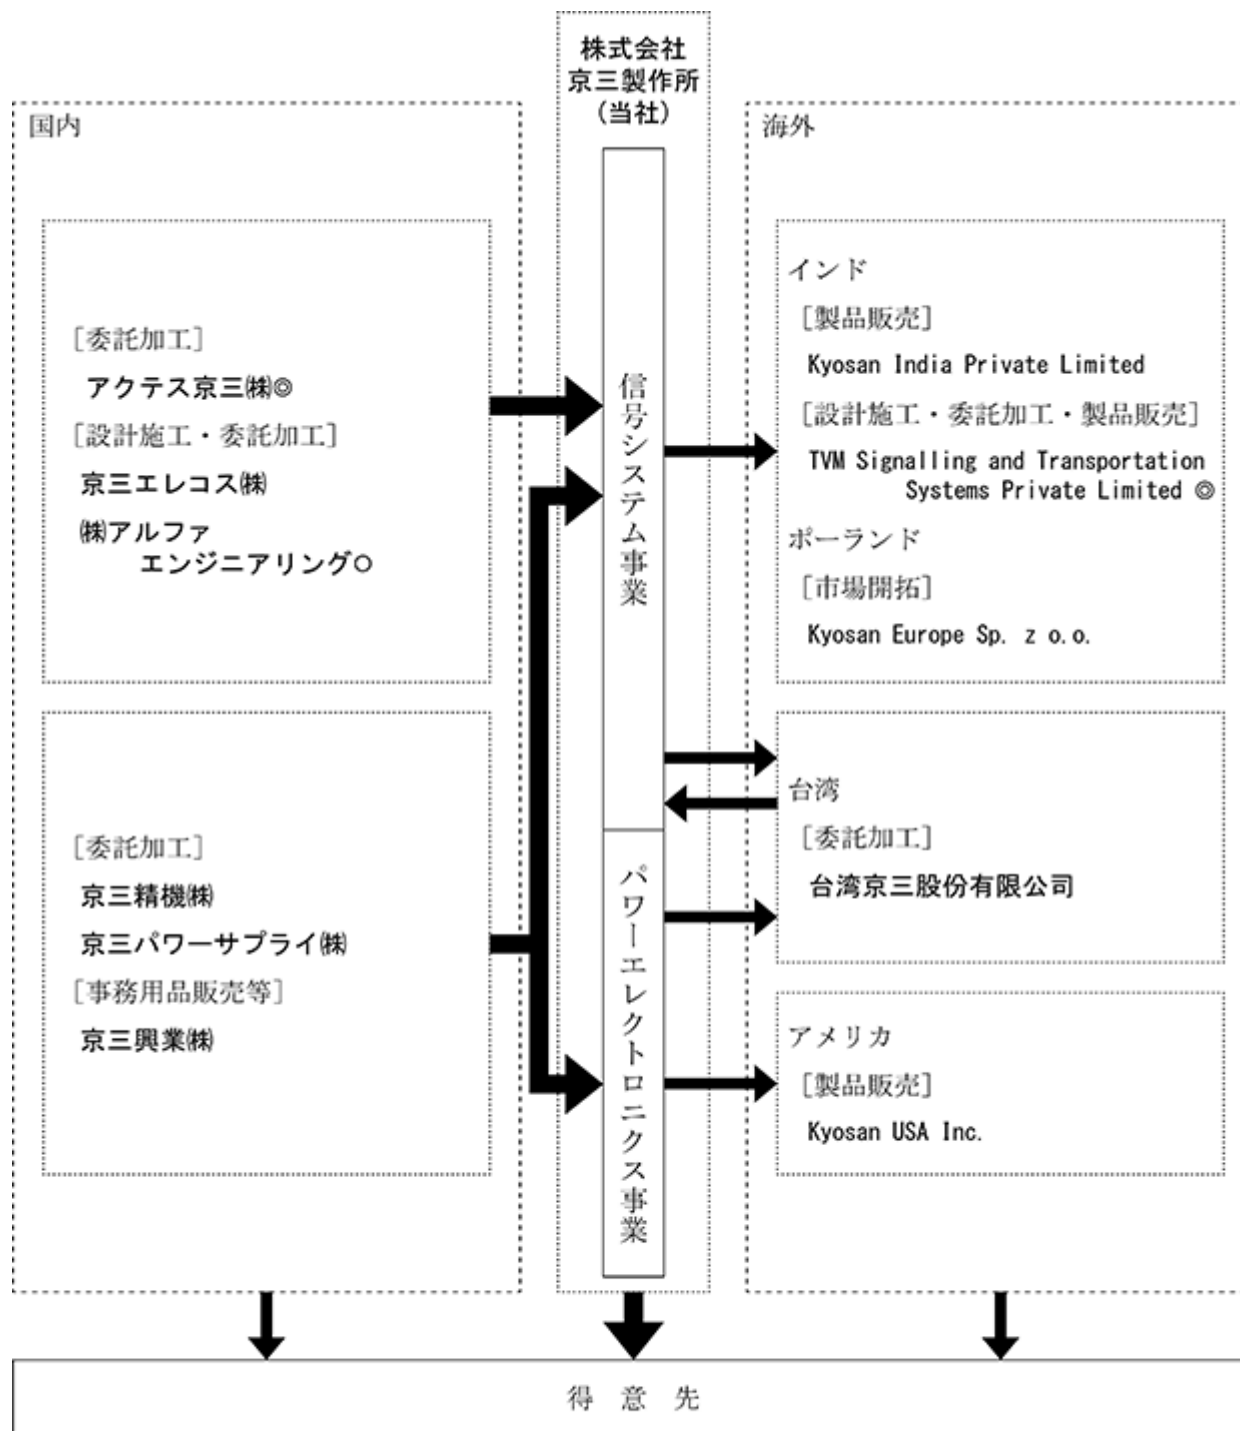 株式会社
京三製作所
(当社)
国内
[委託加工]
アクテス京三㈱◎
[設計施工・委託加工]
京三エレコス㈱
㈱アルファ
エンジニアリング○
[委託加工]
京三精機㈱
京三パワーサプライ㈱
[事務用品販売等]
京三興業㈱
信号システム事業
パワーエレクトロニクス事業
海外
インド
[製品販売]
Kyosan India Private Limited
[設計施工・委託加工・製品販売]
TVM Signalling and Transportation
Systems Private Limited ◎
ポーランド
[市場開拓]
Kyosan Europe Sp. z o.o.
台湾
[委託加工]
台湾京三股份有限公司
アメリカ
[製品販売]
Kyosan USA Inc.
得意先